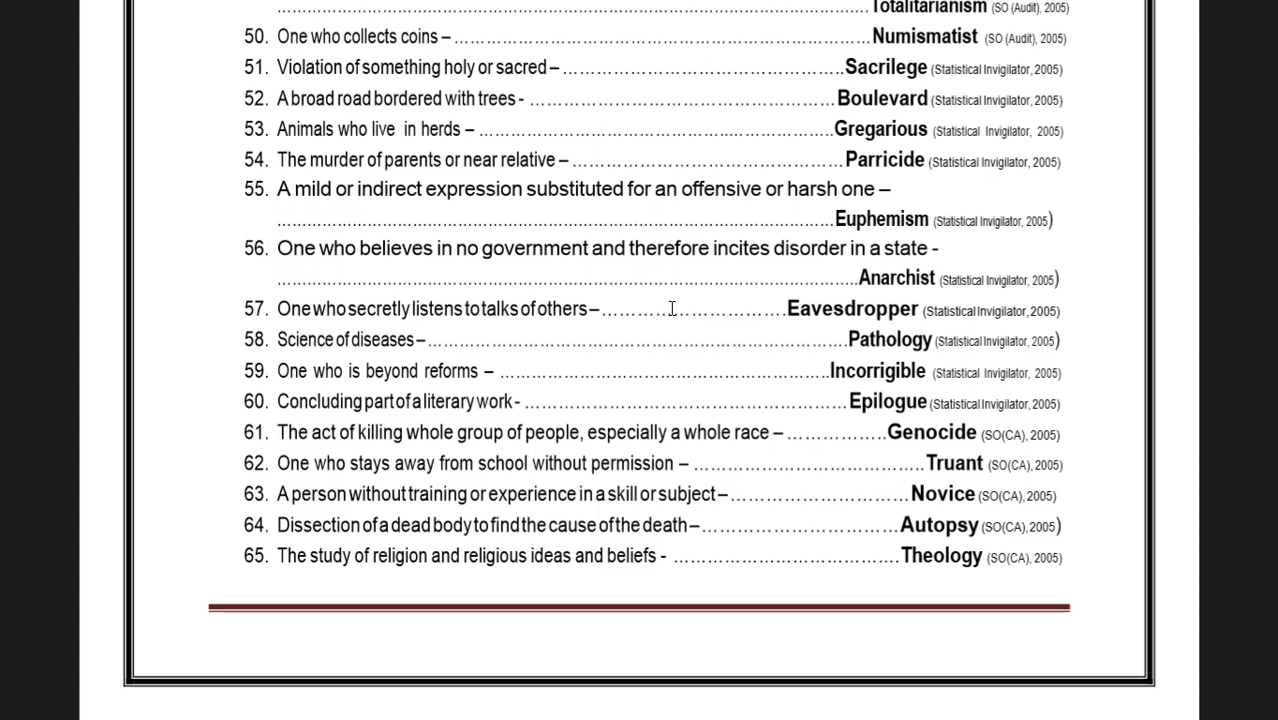 ……………………………………………………………………………………………Totalitarianism (SO (Audit), 2005)
50. One who collects coins – ……………………………………………………………Numismatist (SO (Audit), 2005)
51. Violation of something holy or sacred – ………………………………………..Sacrilege (Statistical Invigilator, 2005)
52. A broad road bordered with trees - ……………………………………………Boulevard (Statistical Invigilator, 2005)
53. Animals who live in herds – …………………………………………………..Gregarious (Statistical Invigilator, 2005)
54. The murder of parents or near relative – ………………………………………Parricide (Statistical Invigilator, 2005)
55. A mild or indirect expression substituted for an offensive or harsh one –
……………………………………………………………………………………Euphemism (Statistical Invigilator, 2005)
56. One who believes in no government and therefore incites disorder in a state -
………………………………………………………………………………………..Anarchist (Statistical Invigilator, 2005)
57. One who secretly listens to talks of others – ………………………….Eavesdropper (Statistical Invigilator, 2005)
58. Science of diseases – ……………………………………………………………..Pathology (Statistical Invigilator, 2005)
59. One who is beyond reforms – ………………………………………………..Incorrigible (Statistical Invigilator, 2005)
60. Concluding part of a literary work - ………………………………………………Epilogue (Statistical Invigilator, 2005)
61. The act of killing whole group of people, especially a whole race – ……………..Genocide (SO(CA), 2005)
62. One who stays away from school without permission – …………………………………..Truant (SO(CA), 2005)
63. A person without training or experience in a skill or subject – …………………………Novice (SO(CA), 2005)
64. Dissection of a dead body to find the cause of the death – ……………………………Autopsy (SO(CA), 2005)
65. The study of religion and religious ideas and beliefs - ……………………………….Theology (SO(CA), 2005)